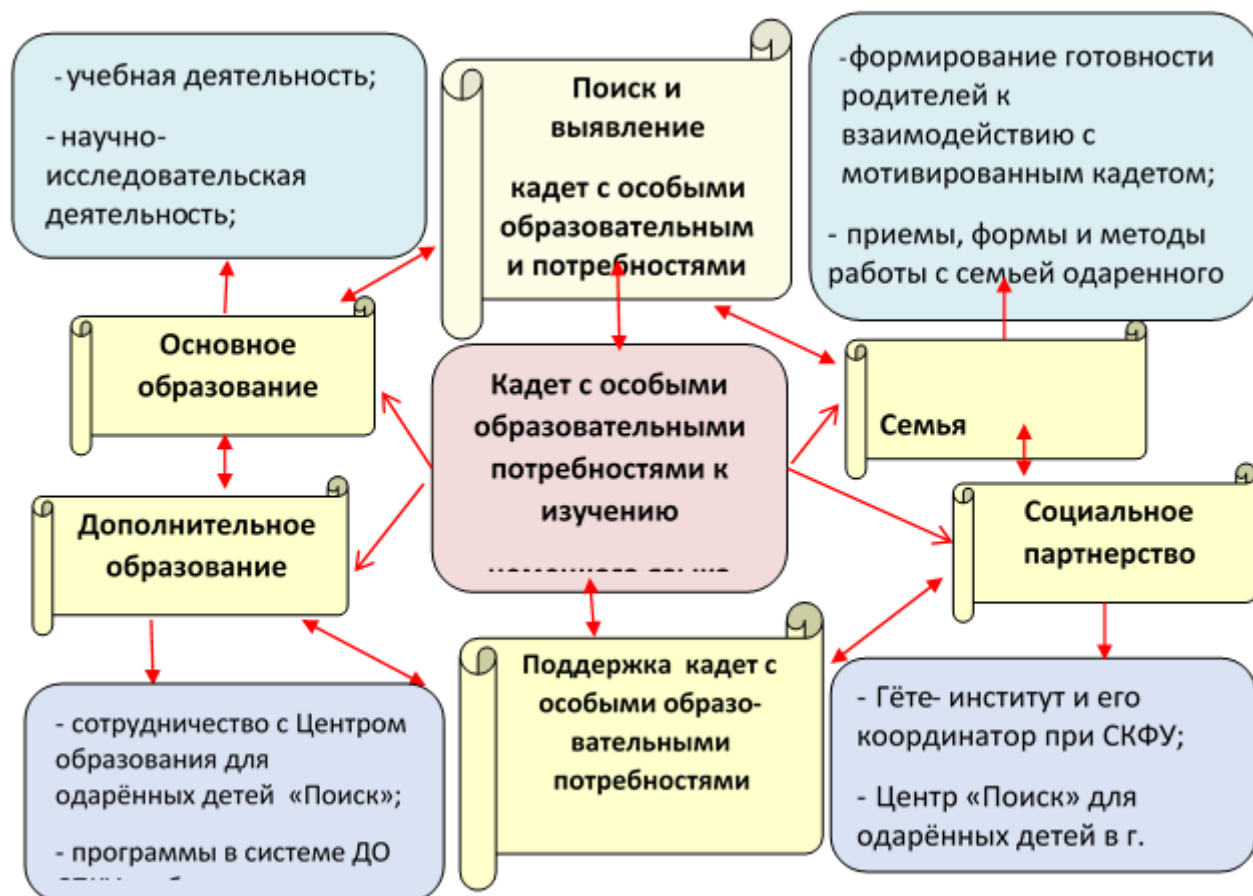 - учебная деятельность;
- научно-
исследовательская
деятельность;
Поиск и
выявление
кадет с особыми
образовательным
и потребностями
-формирование готовности
родителей к
взаимодействию с
мотивированным кадетом;
- приемы, формы и методы
работы с семьей одаренного
Основное
образование
Кадет с особыми
образовательными
потребностями к
изучению
Семья
Дополнительное
образование
Социальное
партнерство
Поддержка кадет с
особыми образо-
вательными
потребностями
- сотрудничество с Центром
образования для
одарённых детей «Поиск»;
- программы в системе ДО
- Гёте- институт и его
координатор при СКФУ;
- Центр «Поиск» для
одарённых детей в г.